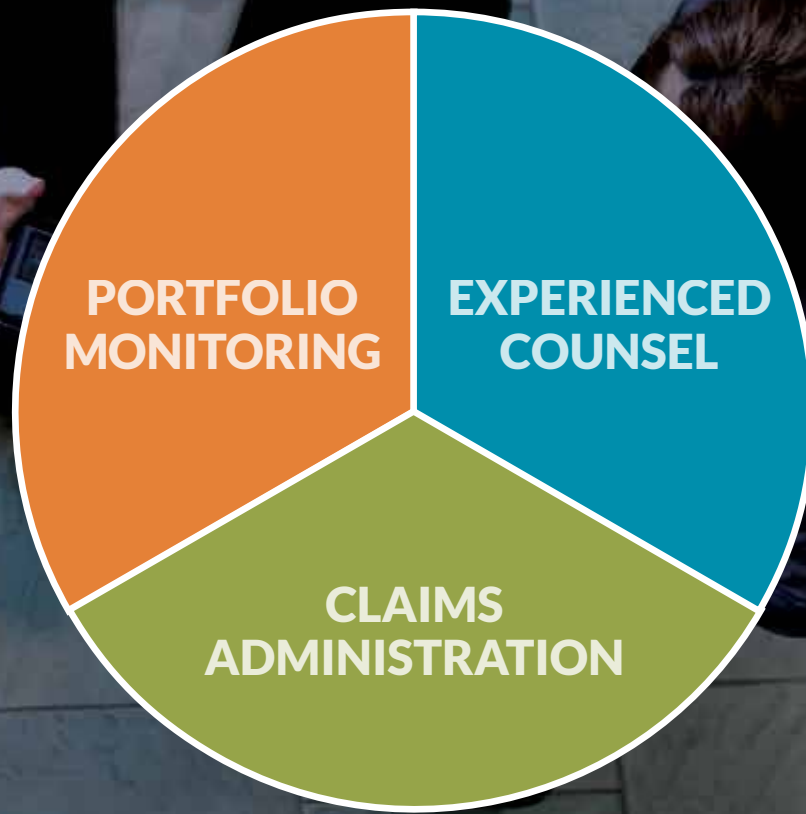 PORTFOLIO
MONITORING
EXPERIENCED
COUNSEL
CLAIMS
ADMINISTRATION